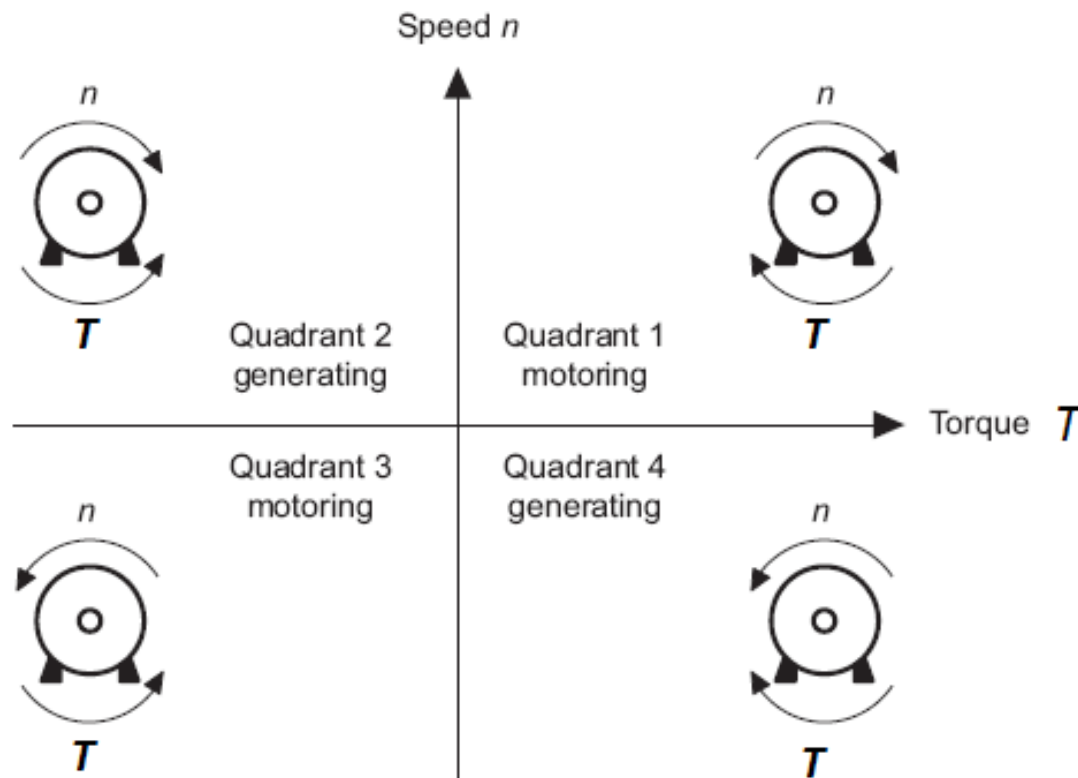 Speed n
n
n
T
T
Quadrant 2
generating
Quadrant 1
motoring
Torque T
Quadrant 3
motoring
Quadrant 4
generating
n
n
T
T